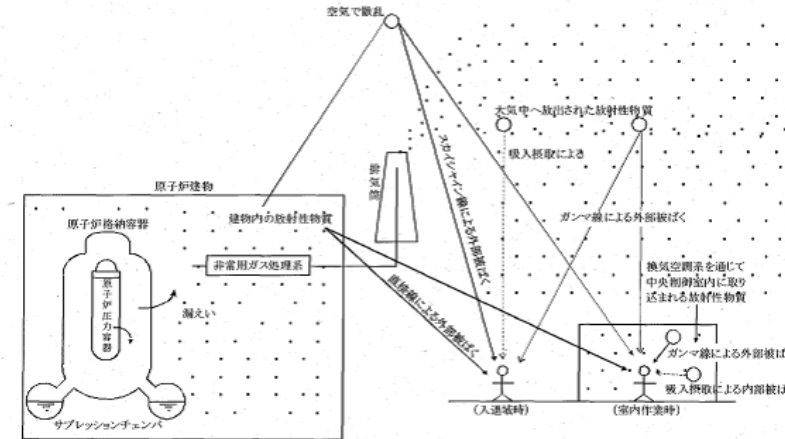 空気で散乱
大気中へ放出された放射性物質
スカイシャイン線による外部被ばく
吸入摂取による
排気筒
原子炉建物
建物内の放射性物質
原子炉格納容器
ガンマ線による外部被ばく
非常用ガス処理系
換気空調系を通じて
中央制御室内に取り
込まれる放射性物質
原子炉圧力容器
漏えい
直接線による外部被ばく
ガンマ線による外部被ば
吸入摂取による内部被ば
サプレッションチェンバ
(入退域時)
(室内作業時)